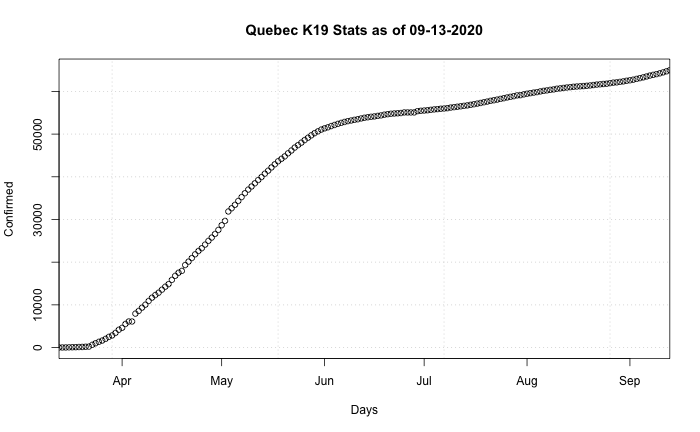 Quebec K19 Stats as of 09-13-2020
Confirmed
50000
30000
10000
0
Apr May Jun Jul Aug Sep
Days